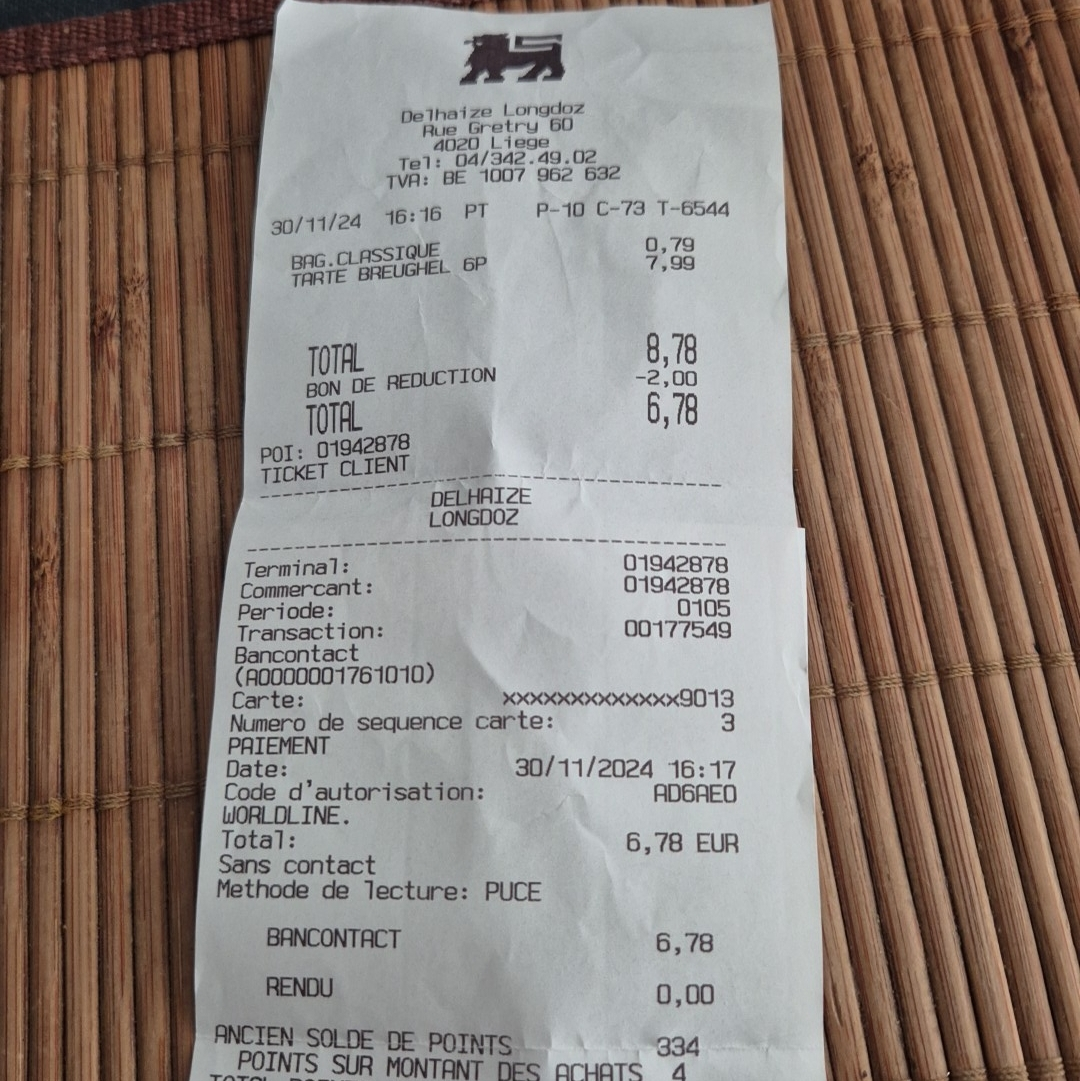 Delhaize Longdoz
Rue Gretry 60
4020 Liege
Tel: 04/342.49.02
TVA: BE 1007 962 632
30/11/24 16:16 PT P-10 C-73 T-6544
BAG.CLASSIQUE 0,79
TARTE BREUGHEL 6P 7,99
TOTAL 8,78
BON DE REDUCTION -2,00
TOTAL 6,78
POI: 01942878
TICKET CLIENT
DELHAIZE
LONGDOZ
Terminal: 01942878
Commercant: 01942878
Periode: 0105
Transaction: 00177549
Bancontact
(A0000001761010)
Carte: xxxxxxxxxxxxx9013
Numero de sequence carte: 3
PAIEMENT
Date: 30/11/2024 16:17
Code d'autorisation: AD6AE0
WORLDLINE.
Total: 6,78 EUR
Sans contact
Methode de lecture: PUCE
BANCONTACT 6,78
RENDU 0,00
ANCIEN SOLDE DE POINTS 334
POINTS SUR MONTANT DES ACHATS 4